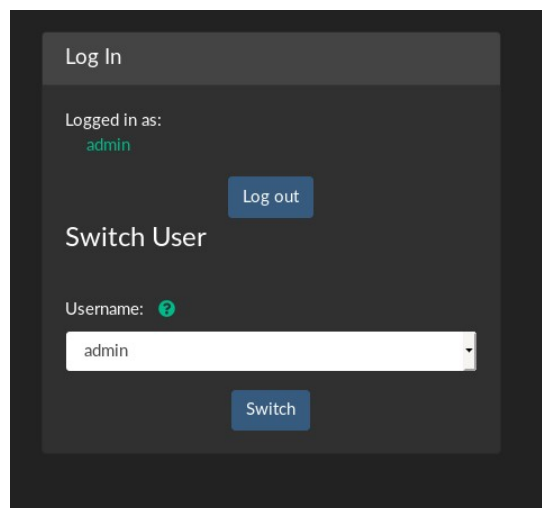 Log In
Logged in as:
admin
Log out
Switch User
Username: ?
admin
Switch